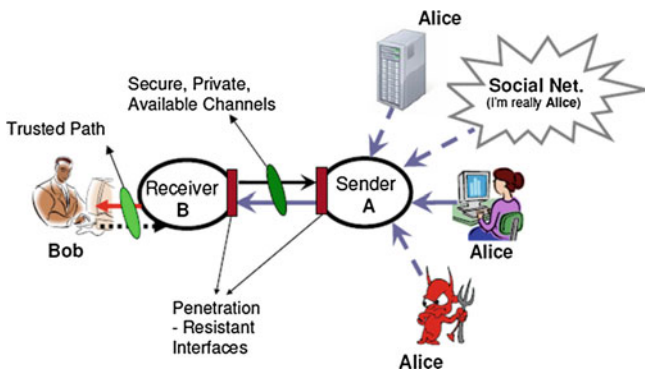 Alice
Social Net.
(I'm really Alice)
Secure, Private,
Available Channels
Trusted Path
Receiver
B
Sender
A
Bob
Alice
Penetration
- Resistant
Interfaces
Alice